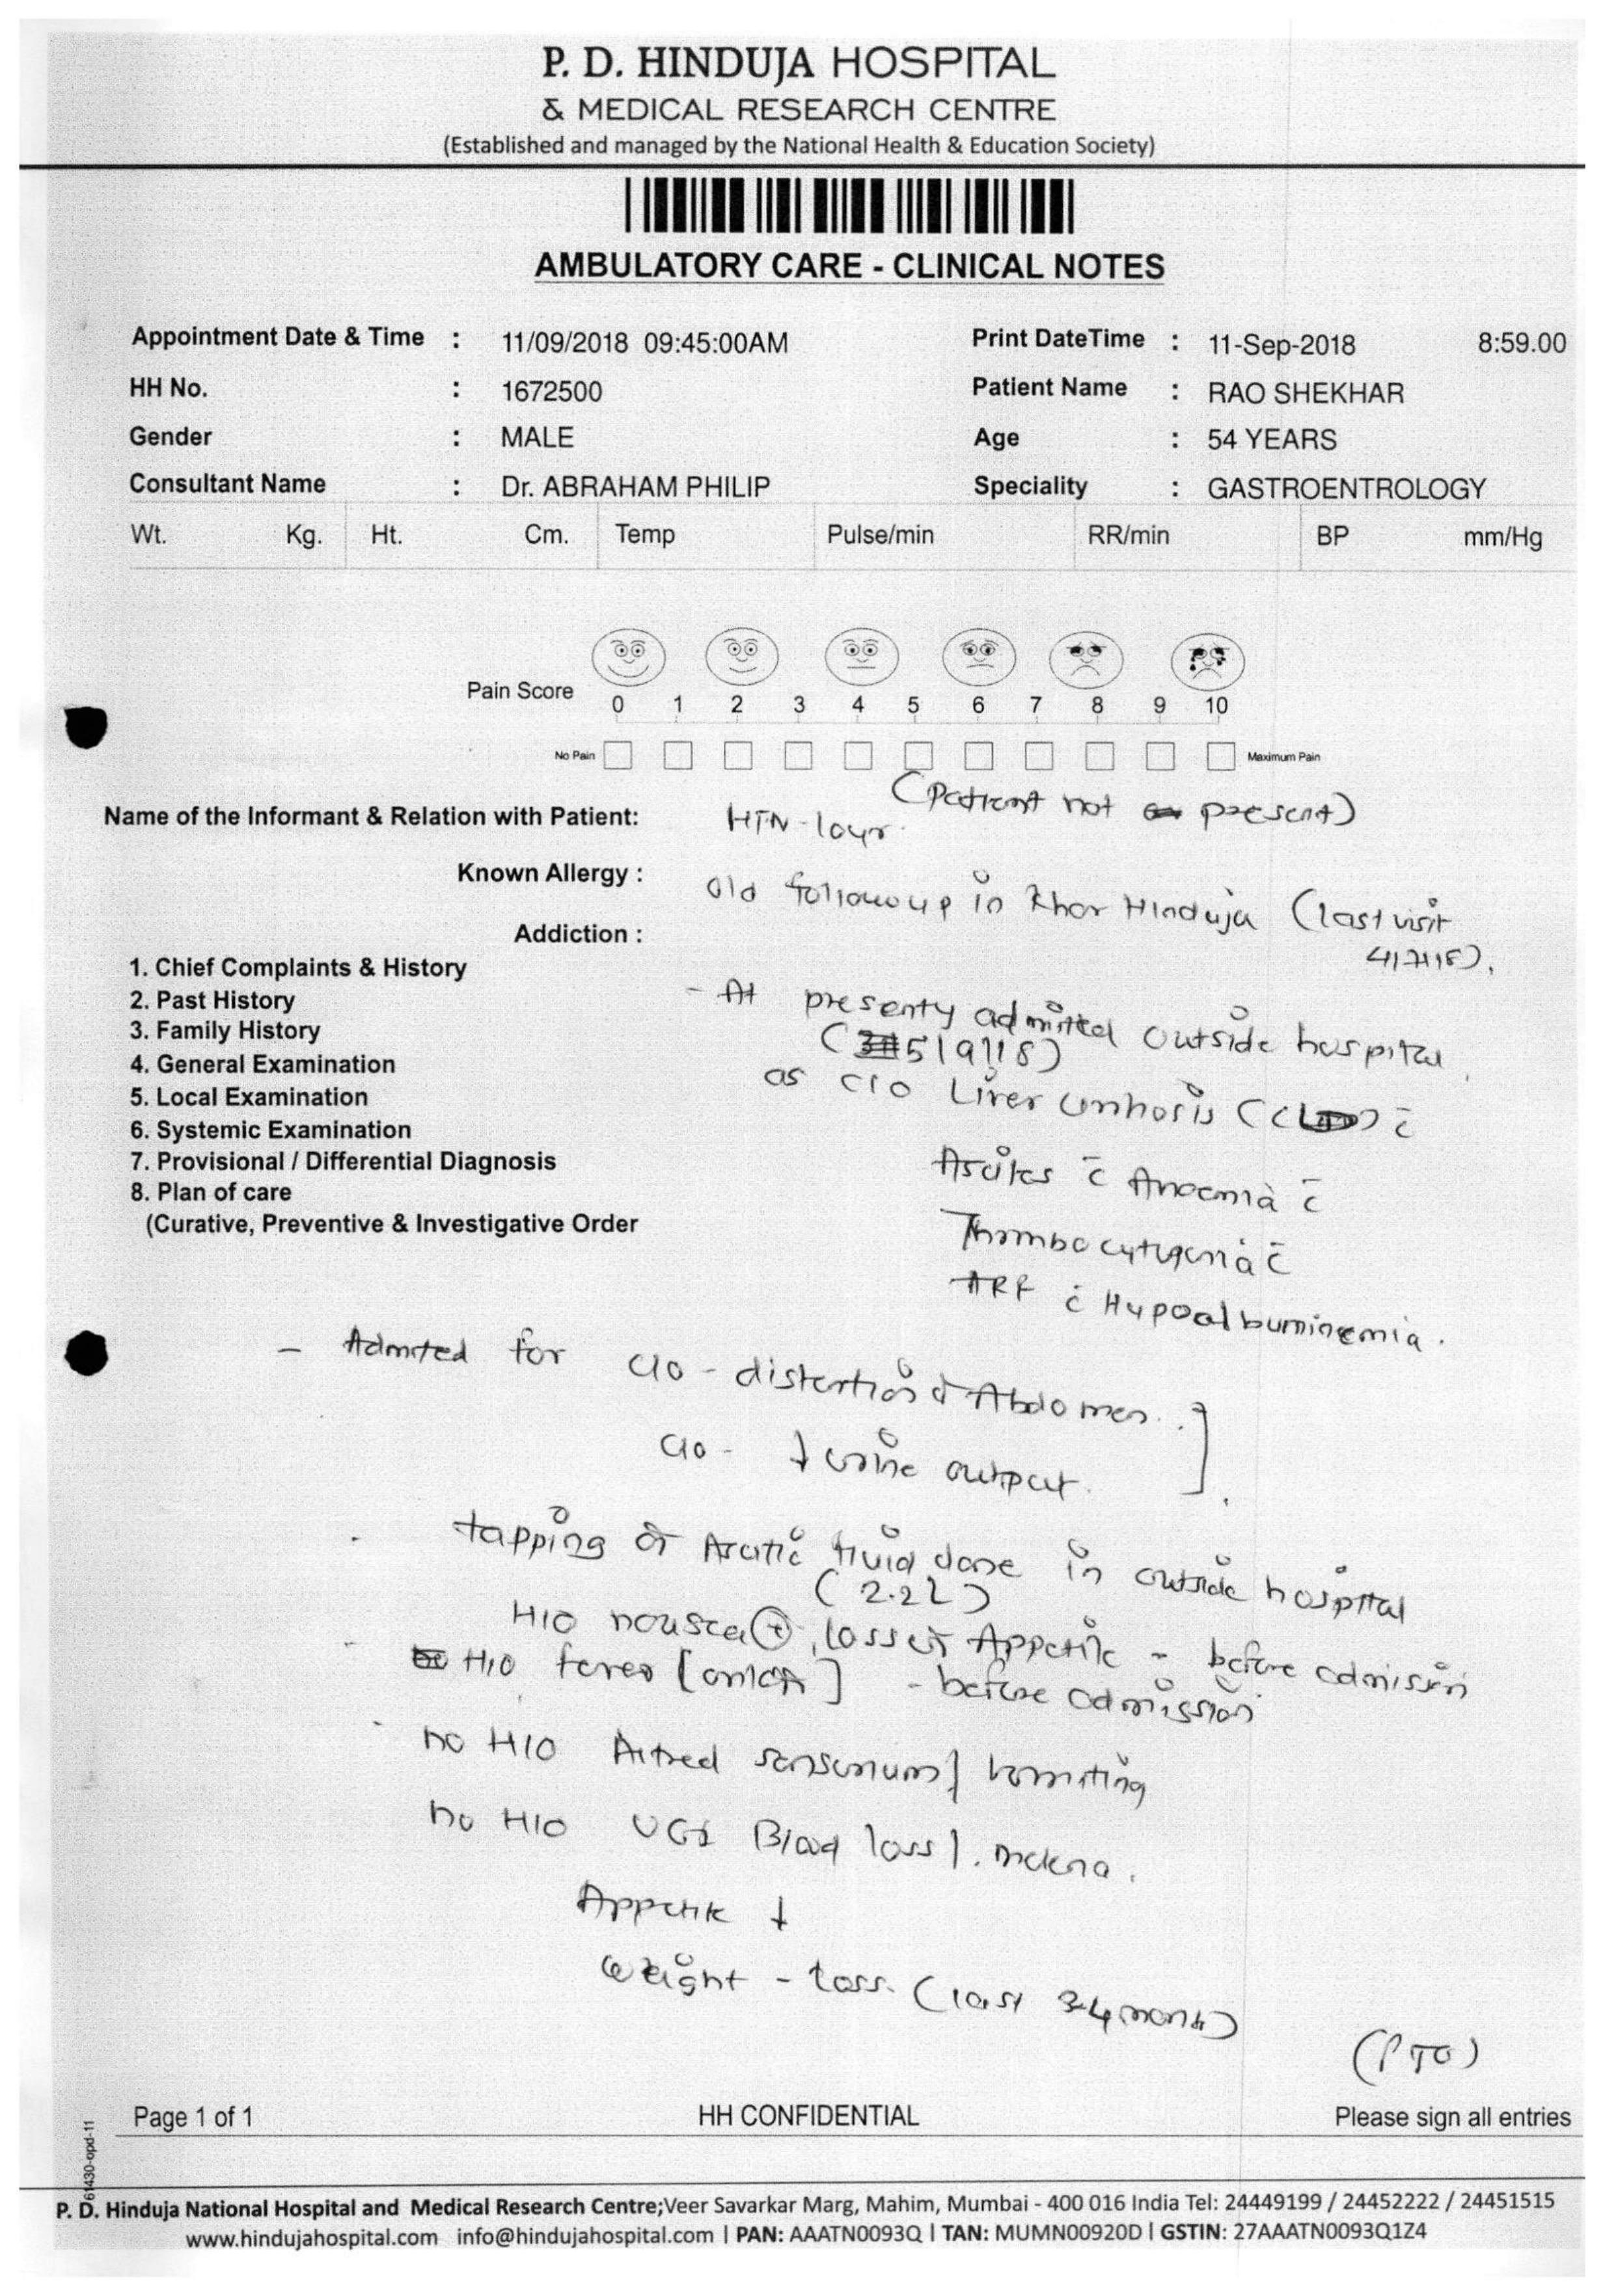 P. D. HINDUJA HOSPITAL
& MEDICAL RESEARCH CENTRE
(Established and managed by the National Health & Education Society)
AMBULATORY CARE - CLINICAL NOTES
Appointment Date & Time : 11/09/2018 09:45:00AM Print DateTime : 11-Sep-2018 8:59.00
HH No. : 1672500 Patient Name : RAO SHEKHAR
Gender : MALE Age : 54 YEARS
Consultant Name : Dr. ABRAHAM PHILIP Speciality : GASTROENTROLOGY
Wt. Kg. Ht. Cm. Temp Pulse/min RR/min BP mm/Hg
Pain Score 0 1 2 3 4 5 6 7 8 9 10
No Pain Maximum Pain
(Patient not present)
Name of the Informant & Relation with Patient: HTN - 10yr.
Known Allergy :
Old followup in Khar Hinduja (last visit
Addiction :
4/7/18).
1. Chief Complaints & History
2. Past History
3. Family History
4. General Examination
5. Local Examination
6. Systemic Examination
7. Provisional / Differential Diagnosis
8. Plan of care
(Curative, Preventive & Investigative Order
- At presenty admitted outside hospital
(5/9/18)
as c/o Liver cirrhosis (CLD) c̄
Ascites c̄ Anaemia c̄
Thrombocytopenia c̄
ARF c̄ Hypoalbuminemia.
- Admited for c/o - distention of Abdomen.
c/o - ↓ urine output.
tapping of Ascitic fluid done in outside hospital
(2.2L)
H/O nausea ⊕, loss of Appetite - before admission
H/O fever [ ] - before admission
no H/O Altred sensorium / vomiting
no H/O UGI Blood loss /. melena.
Appetite ↓
Weight - loss. (last 3-4 month)
(PTO)
Page 1 of 1 HH CONFIDENTIAL Please sign all entries
61430-opd-11
P. D. Hinduja National Hospital and Medical Research Centre;Veer Savarkar Marg, Mahim, Mumbai - 400 016 India Tel: 24449199 / 24452222 / 24451515
www.hindujahospital.com info@hindujahospital.com | PAN: AAATN0093Q | TAN: MUMN00920D | GSTIN: 27AAATN0093Q1Z4